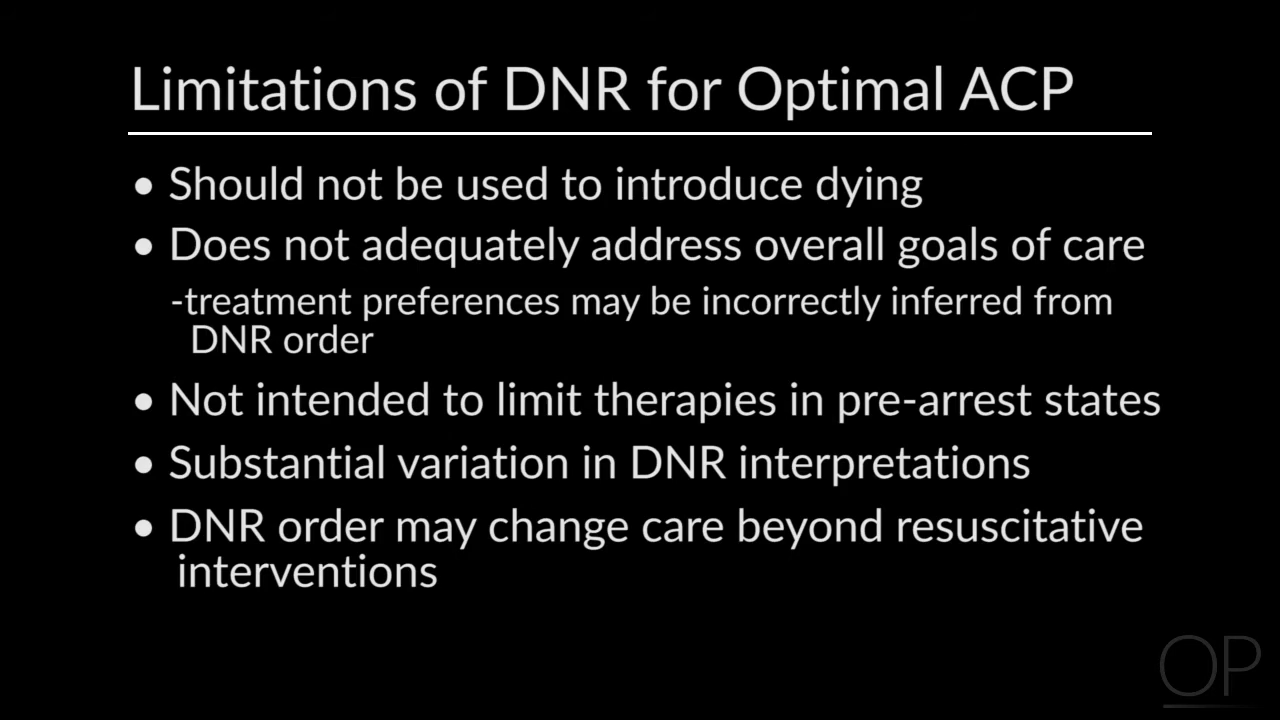 Limitations of DNR for Optimal ACP
• Should not be used to introduce dying
• Does not adequately address overall goals of care
-treatment preferences may be incorrectly inferred from
DNR order
• Not intended to limit therapies in pre-arrest states
• Substantial variation in DNR interpretations
• DNR order may change care beyond resuscitative
interventions
OP